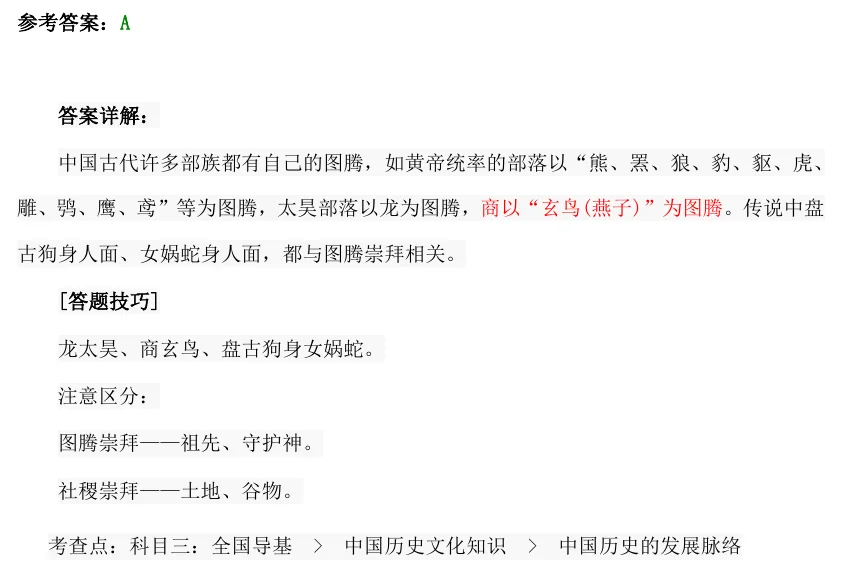 参考答案：A
答案详解：
中国古代许多部族都有自己的图腾，如黄帝统率的部落以“熊、罴、狼、豹、貙、虎、
雕、鹗、鹰、鸢”等为图腾，太昊部落以龙为图腾，商以“玄鸟(燕子)”为图腾。传说中盘
古狗身人面、女娲蛇身人面，都与图腾崇拜相关。
[答题技巧]
龙太昊、商玄鸟、盘古狗身女娲蛇。
注意区分：
图腾崇拜——祖先、守护神。
社稷崇拜——土地、谷物。
考查点：科目三：全国导基 > 中国历史文化知识 > 中国历史的发展脉络